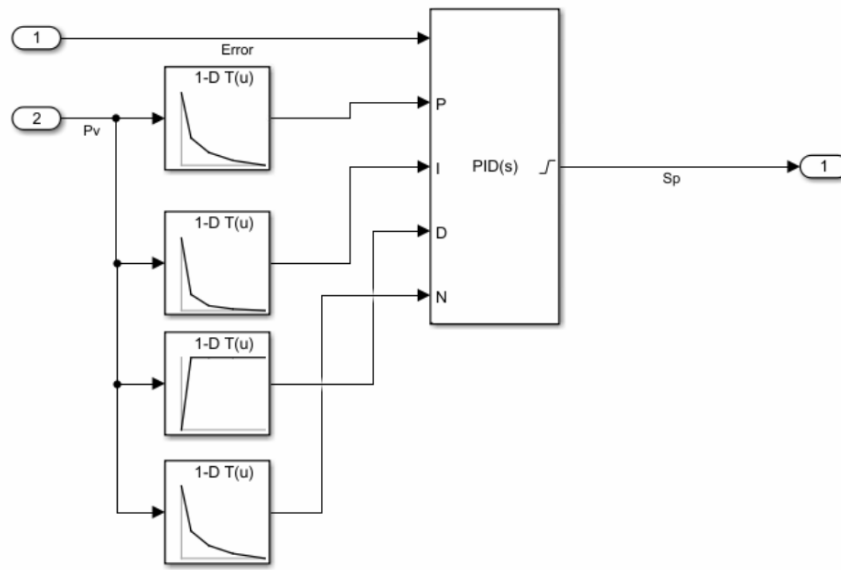 1
Error
1-D T(u)
2
Pv
P
I
PID(s)
1
Sp
1-D T(u)
D
N
1-D T(u)
1-D T(u)